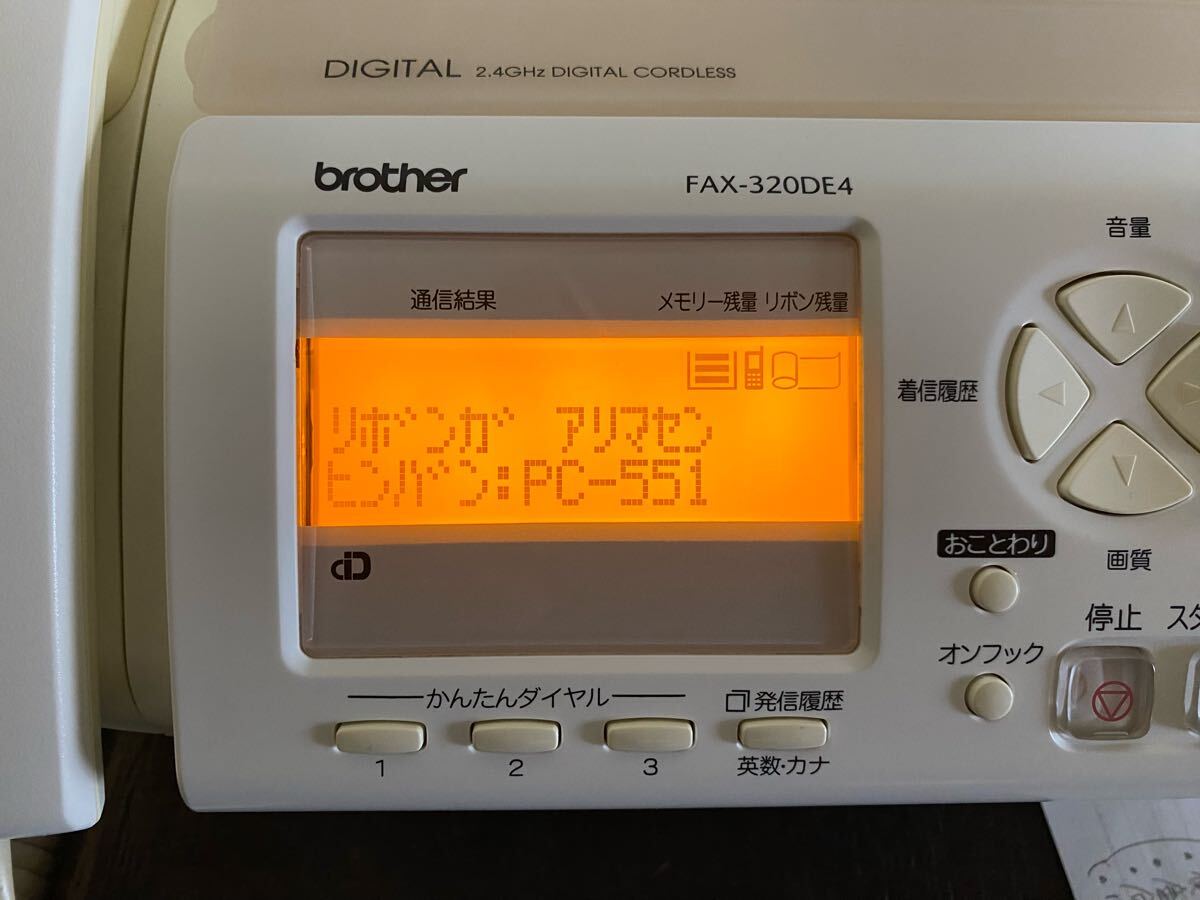 DIGITAL 2.4GHz DIGITAL CORDLESS
brother FAX-320DE4
音量
通信結果 メモリー残量 リボン残量
着信履歴
リボンガ アリマセン
ヒンバン:PC-551
おことわり
画質
停止 スタ
オンフック
かんたんダイヤル
発信履歴
1 2 3
英数・カナ